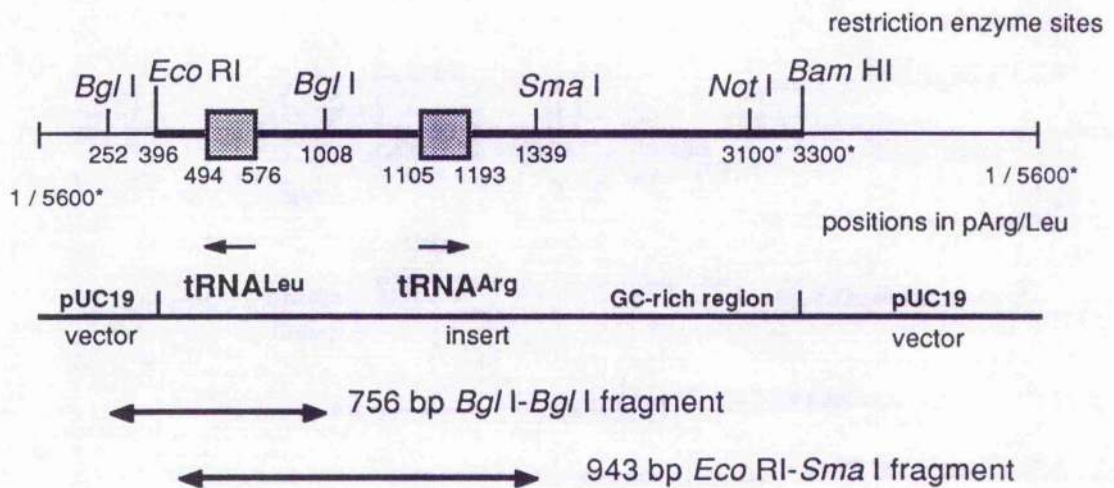 restriction enzyme sites
Bgl I Eco RI Bgl I Sma I Not I Bam HI
252 396 1008 1339 3100* 3300*
494 576 1105 1193
1 / 5600* 1 / 5600*
positions in pArg/Leu
tRNALeu tRNAArg
pUC19 GC-rich region pUC19
vector insert vector
756 bp Bgl I-Bgl I fragment
943 bp Eco RI-Sma I fragment